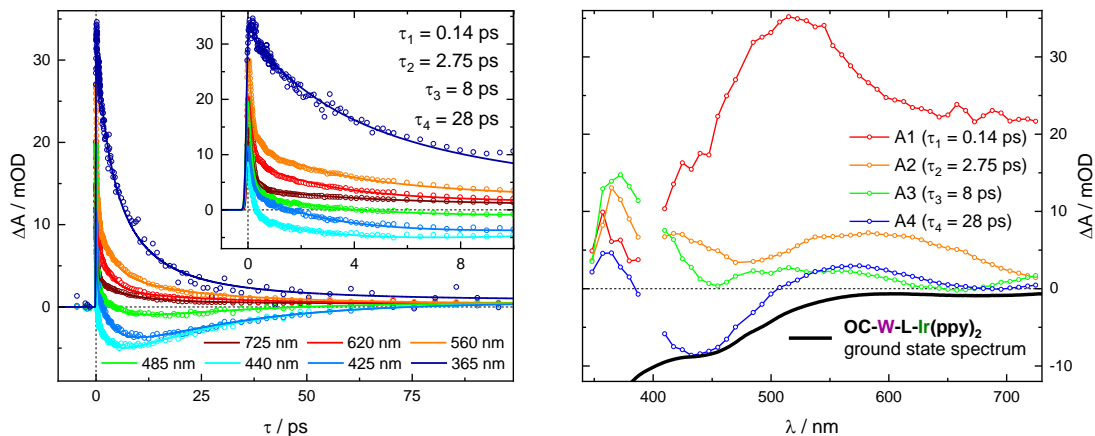 ΔA / mOD
30
20
10
0
0
25
50
75
τ / ps
30
20
10
0
0
4
8
τ1 = 0.14 ps
τ2 = 2.75 ps
τ3 = 8 ps
τ4 = 28 ps
725 nm 620 nm 560 nm
485 nm 440 nm 425 nm 365 nm
A1 (τ1 = 0.14 ps)
A2 (τ2 = 2.75 ps)
A3 (τ3 = 8 ps)
A4 (τ4 = 28 ps)
OC-W-L-Ir(ppy)2
ground state spectrum
30
20
10
0
-10
ΔA / mOD
400
500
600
700
λ / nm